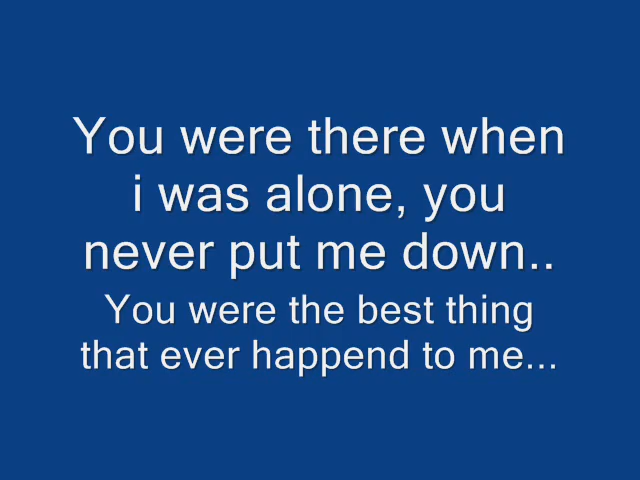 You were there when
i was alone, you
never put me down..
You were the best thing
that ever happend to me...